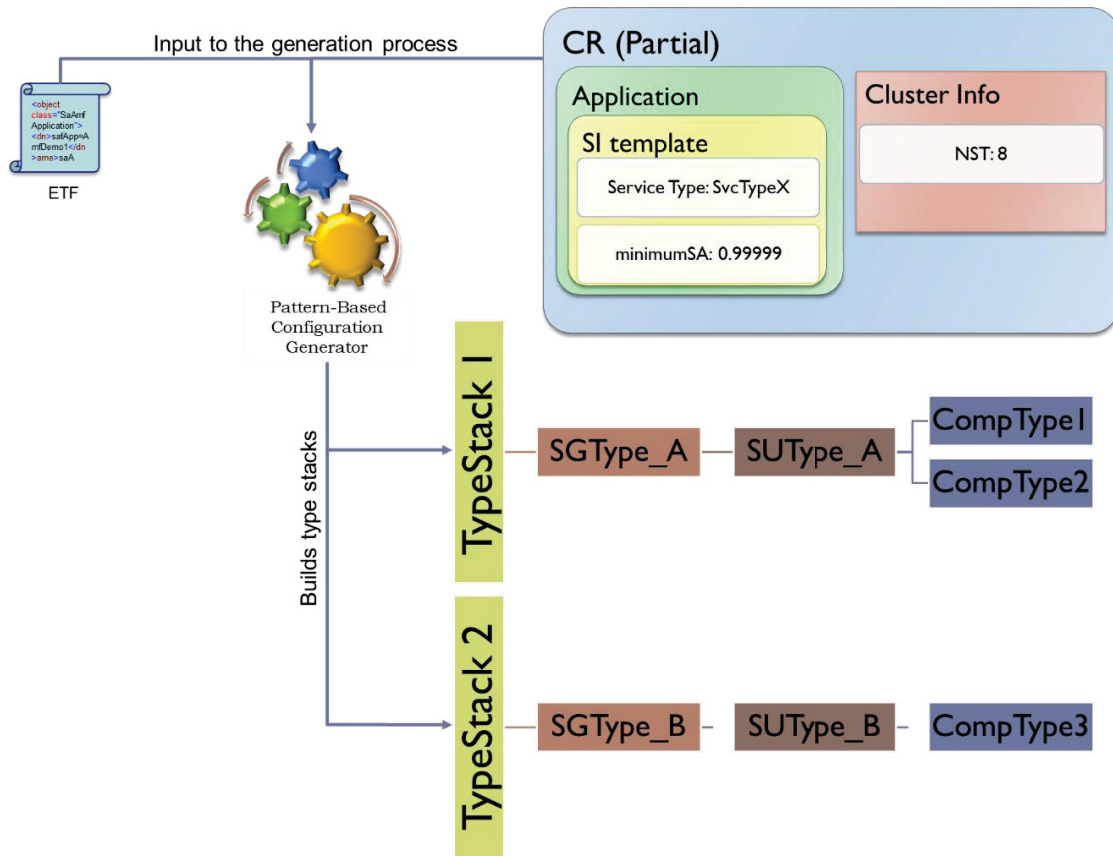 Input to the generation process
<object
class="SaAmf
Application">
<dn>safApp=A
mfDemo1</dn
>ame>saA
ETF
CR (Partial)
Application
SI template
Service Type: SvcTypeX
minimumSA: 0.99999
Cluster Info
NST: 8
Pattern-Based
Configuration
Generator
Builds type stacks
TypeStack 1
SGType_A
SUType_A
CompType1
CompType2
TypeStack 2
SGType_B
SUType_B
CompType3